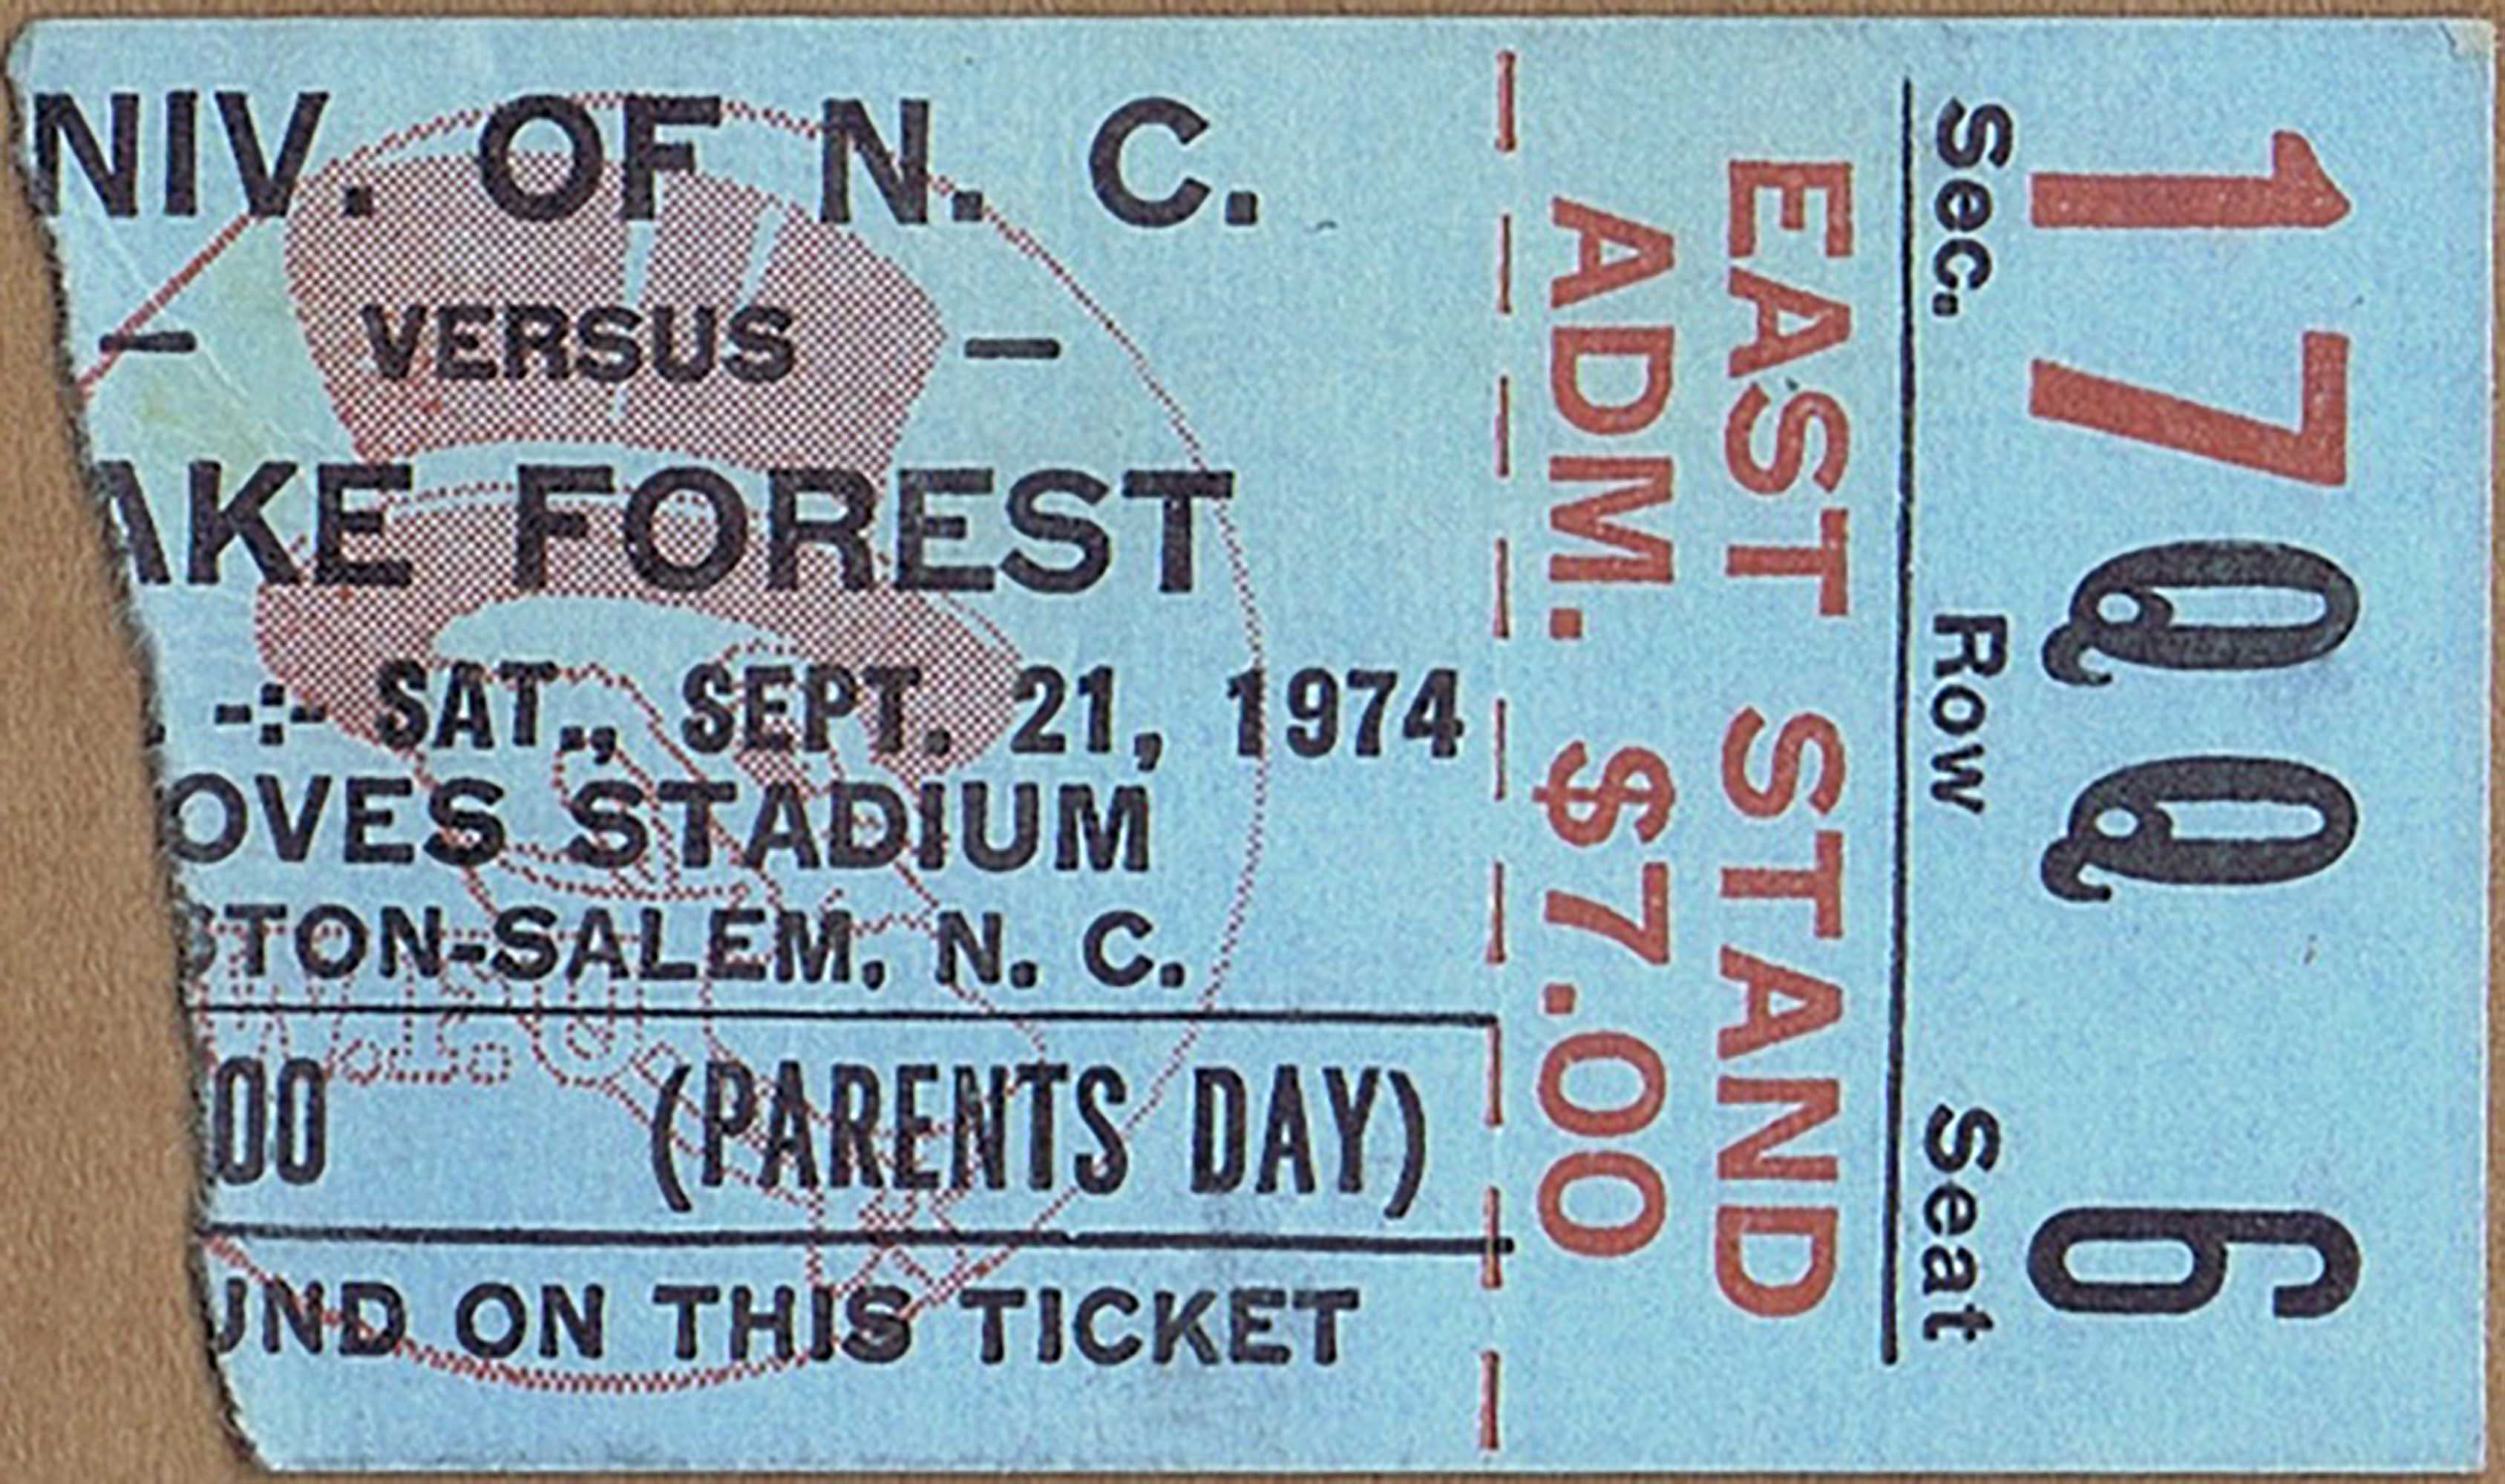 NIV. OF N. C.
– VERSUS –
AKE FOREST
-:- SAT., SEPT. 21, 1974
OVES STADIUM
STON-SALEM, N. C.
00 (PARENTS DAY)
UND ON THIS TICKET
EAST STAND
ADM. $7.00
17 QQ 6
Sec. Row Seat